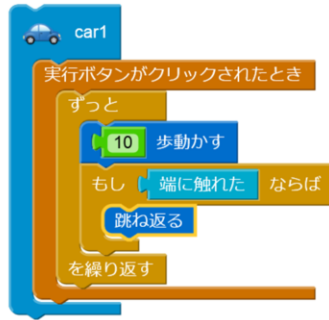 car1
実行ボタンがクリックされたとき
ずっと
10 歩動かす
もし 端に触れた ならば
跳ね返る
を繰り返す